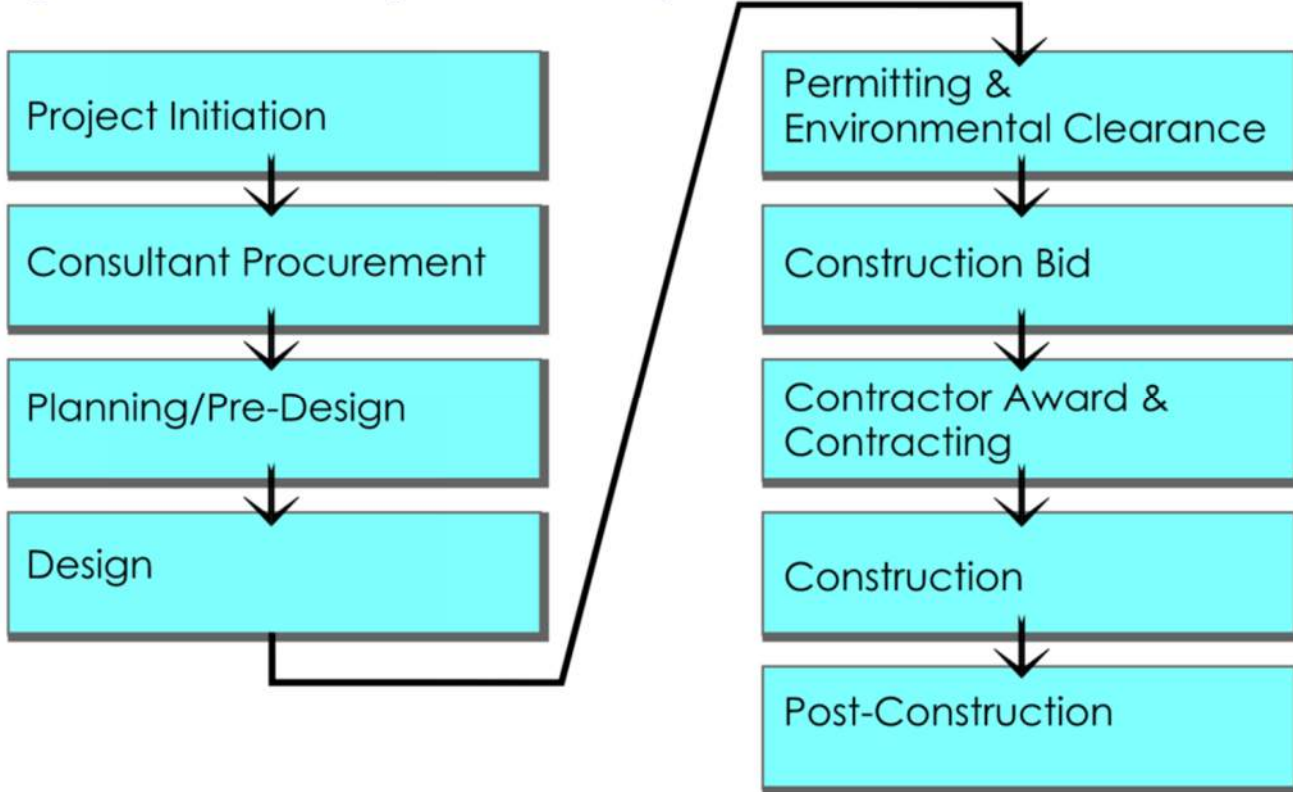 Project Initiation
Consultant Procurement
Planning/Pre-Design
Design
Permitting &
Environmental Clearance
Construction Bid
Contractor Award &
Contracting
Construction
Post-Construction